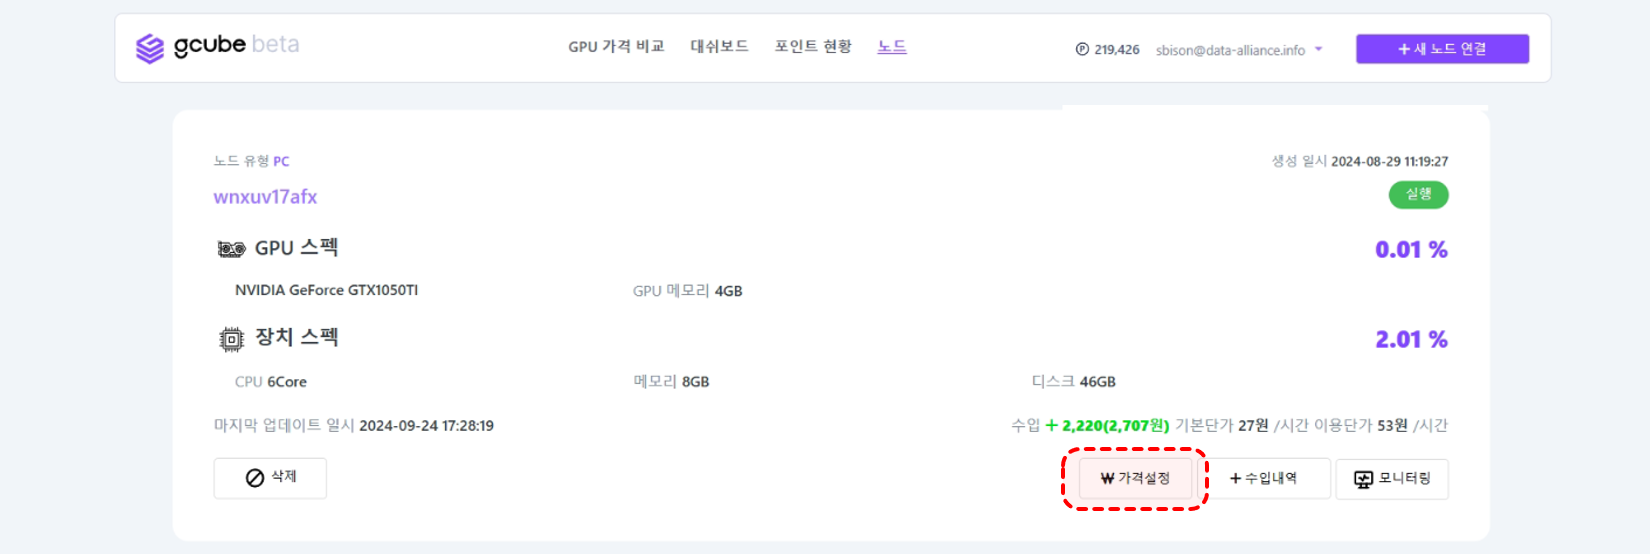 gcube beta
GPU 가격 비교 대쉬보드 포인트 현황 노드
Ⓟ 219,426 sbison@data-alliance.info
+ 새 노드 연결
노드 유형 PC
생성 일시 2024-08-29 11:19:27
wnxuv17afx
실행
GPU 스펙
0.01 %
NVIDIA GeForce GTX1050TI
GPU 메모리 4GB
장치 스펙
2.01 %
CPU 6Core
메모리 8GB
디스크 46GB
마지막 업데이트 일시 2024-09-24 17:28:19
수입 + 2,220(2,707원) 기본단가 27원 /시간 이용단가 53원 /시간
삭제
₩ 가격설정
+ 수입내역
모니터링